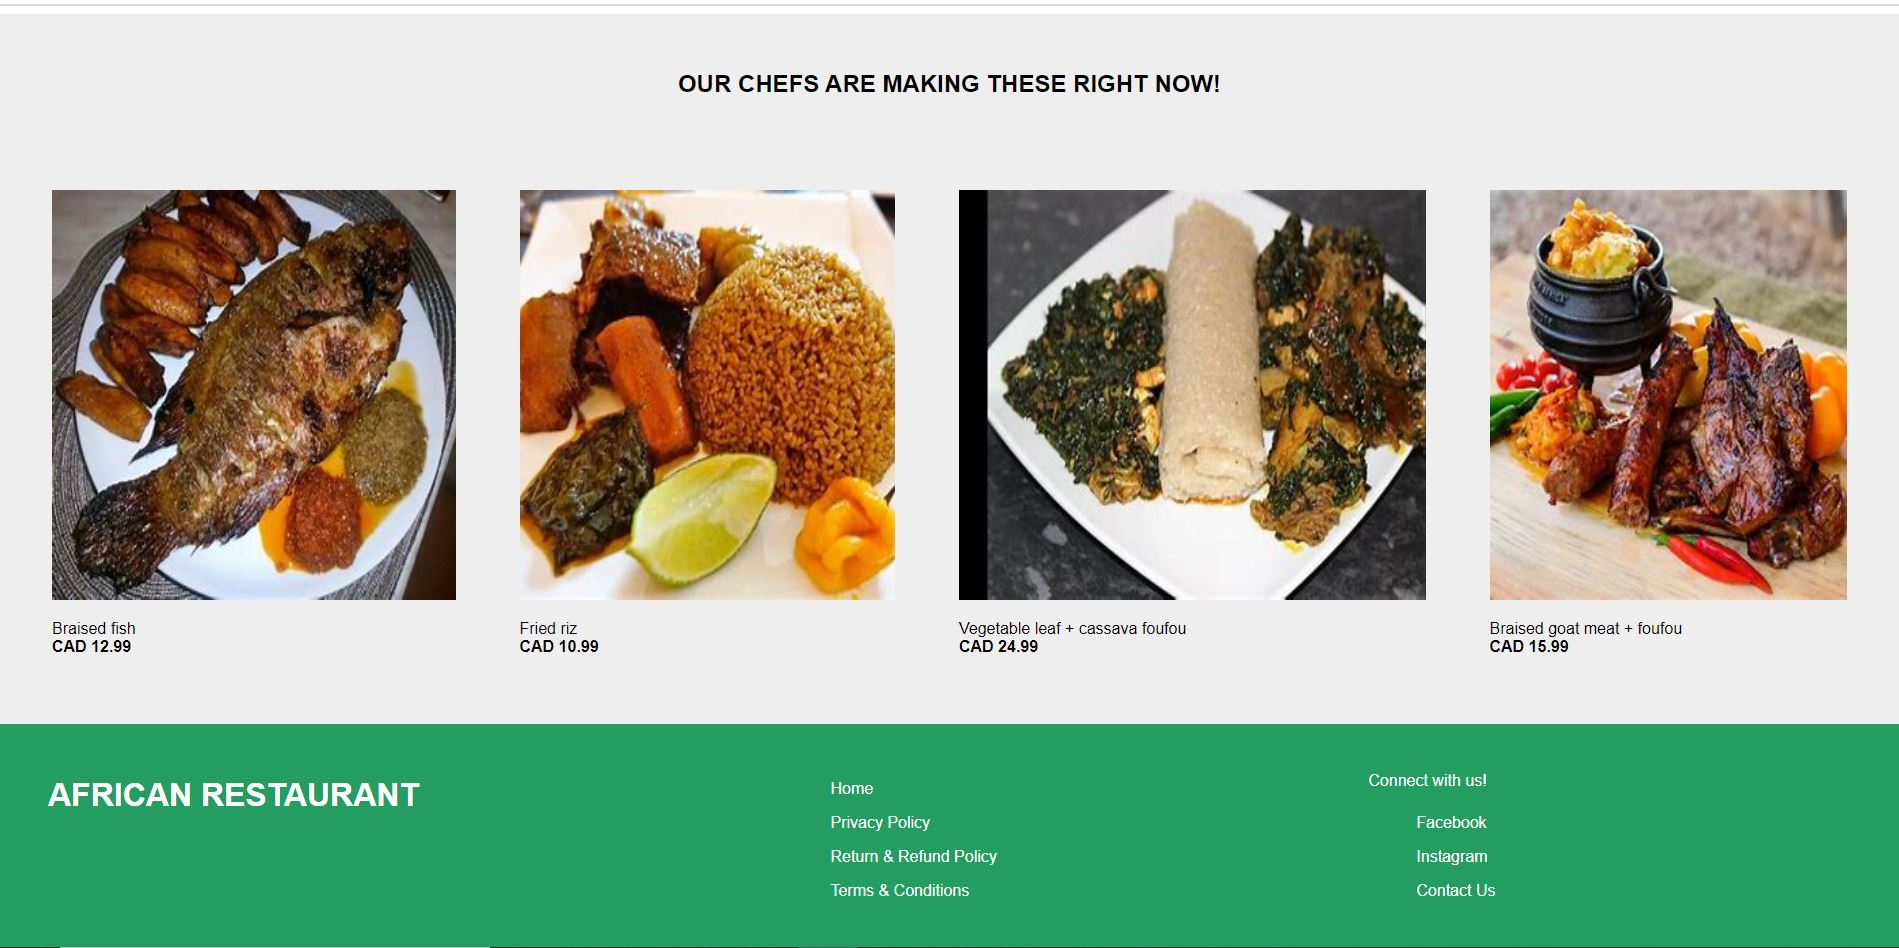 OUR CHEFS ARE MAKING THESE RIGHT NOW!
Braised fish
CAD 12.99
Fried riz
CAD 10.99
Vegetable leaf + cassava foufou
CAD 24.99
Braised goat meat + foufou
CAD 15.99
AFRICAN RESTAURANT
Home
Privacy Policy
Return & Refund Policy
Terms & Conditions
Connect with us!
Facebook
Instagram
Contact Us